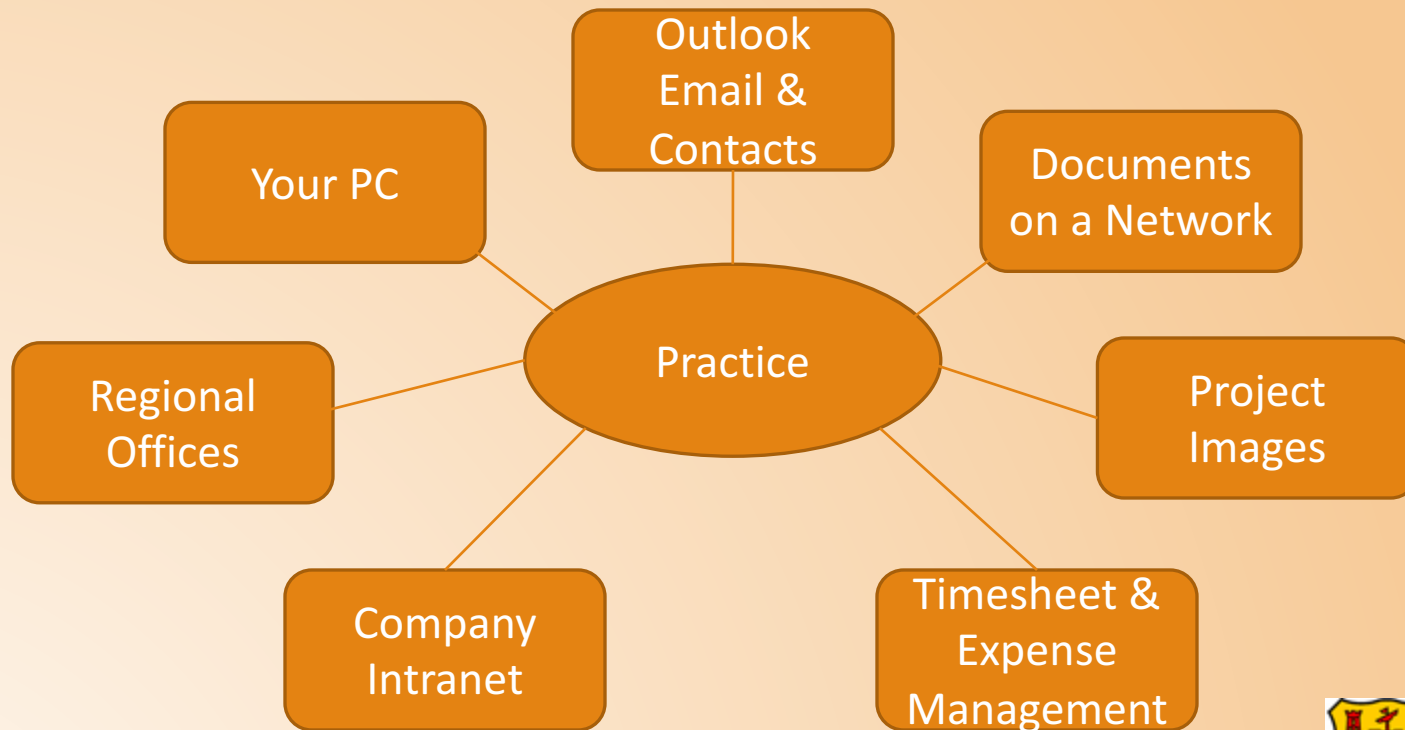 Outlook
Email &
Contacts
Your PC
Documents
on a Network
Practice
Regional
Offices
Project
Images
Company
Intranet
Timesheet &
Expense
Management